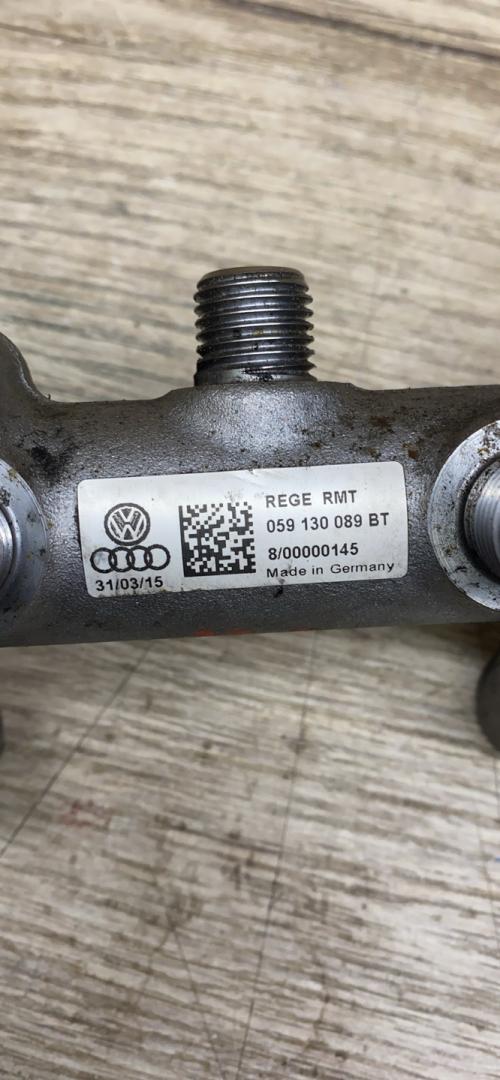 REGE RMT
059 130 089 BT
8/00000145
Made in Germany
31/03/15